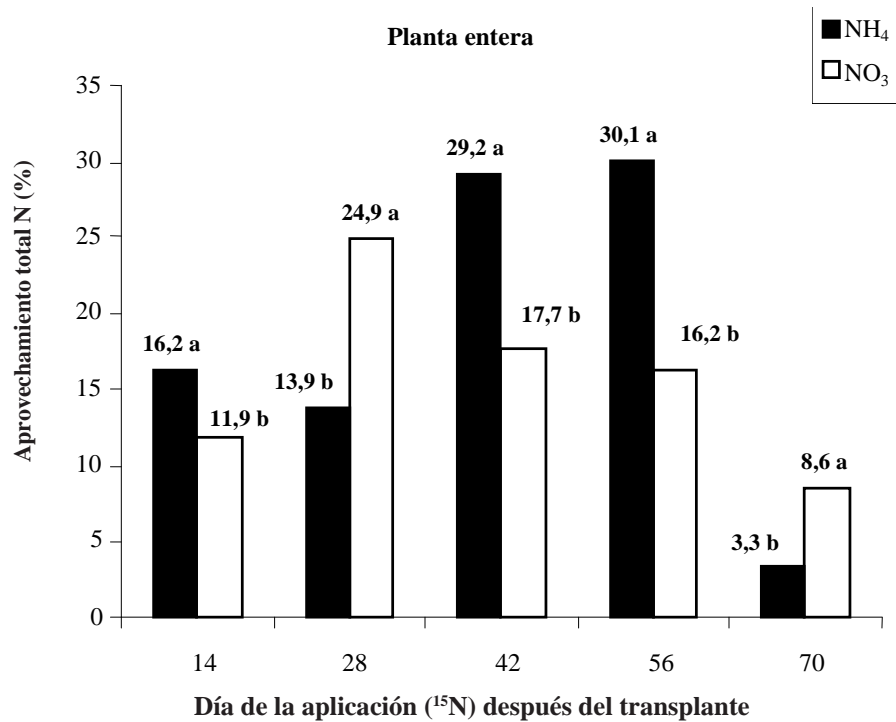 Planta entera
NH₄
NO₃
Aprovechamiento total N (%)
35
30
25
20
15
10
5
0
16,2 a
11,9 b
13,9 b
24,9 a
29,2 a
17,7 b
30,1 a
16,2 b
3,3 b
8,6 a
14 28 42 56 70
Día de la aplicación (¹⁵N) después del transplante